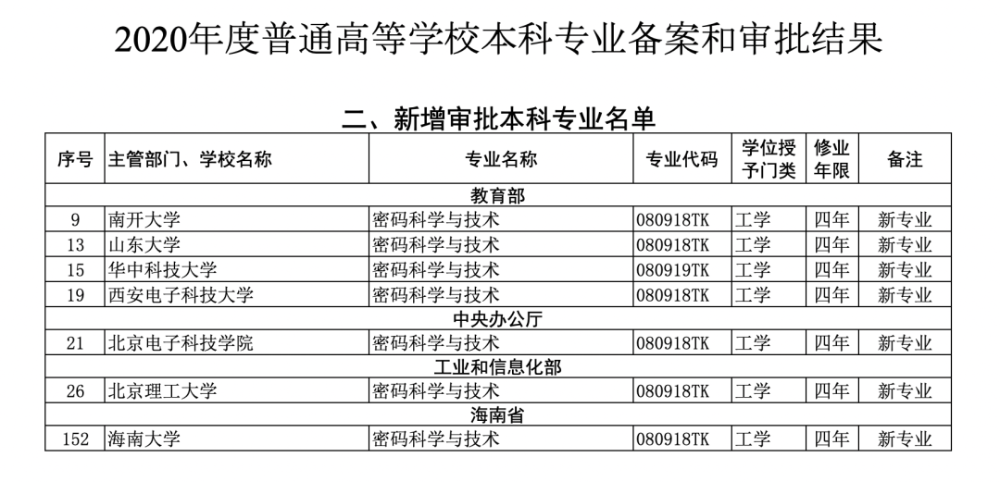 2020年度普通高等学校本科专业备案和审批结果
二、新增审批本科专业名单
序号 主管部门、学校名称 专业名称 专业代码 学位授予门类 修业年限 备注
教育部
9 南开大学 密码科学与技术 080918TK 工学 四年 新专业
13 山东大学 密码科学与技术 080918TK 工学 四年 新专业
15 华中科技大学 密码科学与技术 080919TK 工学 四年 新专业
19 西安电子科技大学 密码科学与技术 080918TK 工学 四年 新专业
中央办公厅
21 北京电子科技学院 密码科学与技术 080918TK 工学 四年 新专业
工业和信息化部
26 北京理工大学 密码科学与技术 080918TK 工学 四年 新专业
海南省
152 海南大学 密码科学与技术 080918TK 工学 四年 新专业